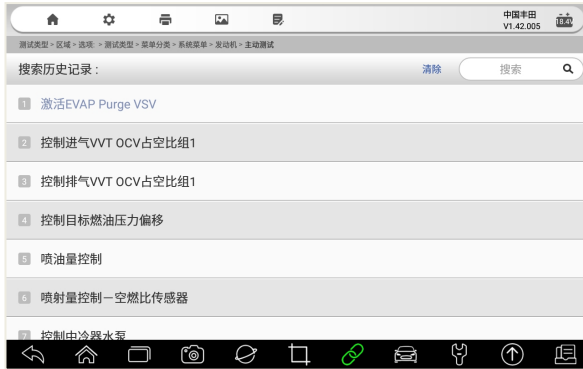 中国丰田
V1.42.005
18.4V
测试类型 > 区域 > 选项: > 测试类型 > 菜单分类 > 系统菜单 > 发动机 > 主动测试
搜索历史记录 :
清除
搜索
1 激活EVAP Purge VSV
2 控制进气VVT OCV占空比组1
3 控制排气VVT OCV占空比组1
4 控制目标燃油压力偏移
5 喷油量控制
6 喷射量控制－空燃比传感器
7 控制中冷器水泵